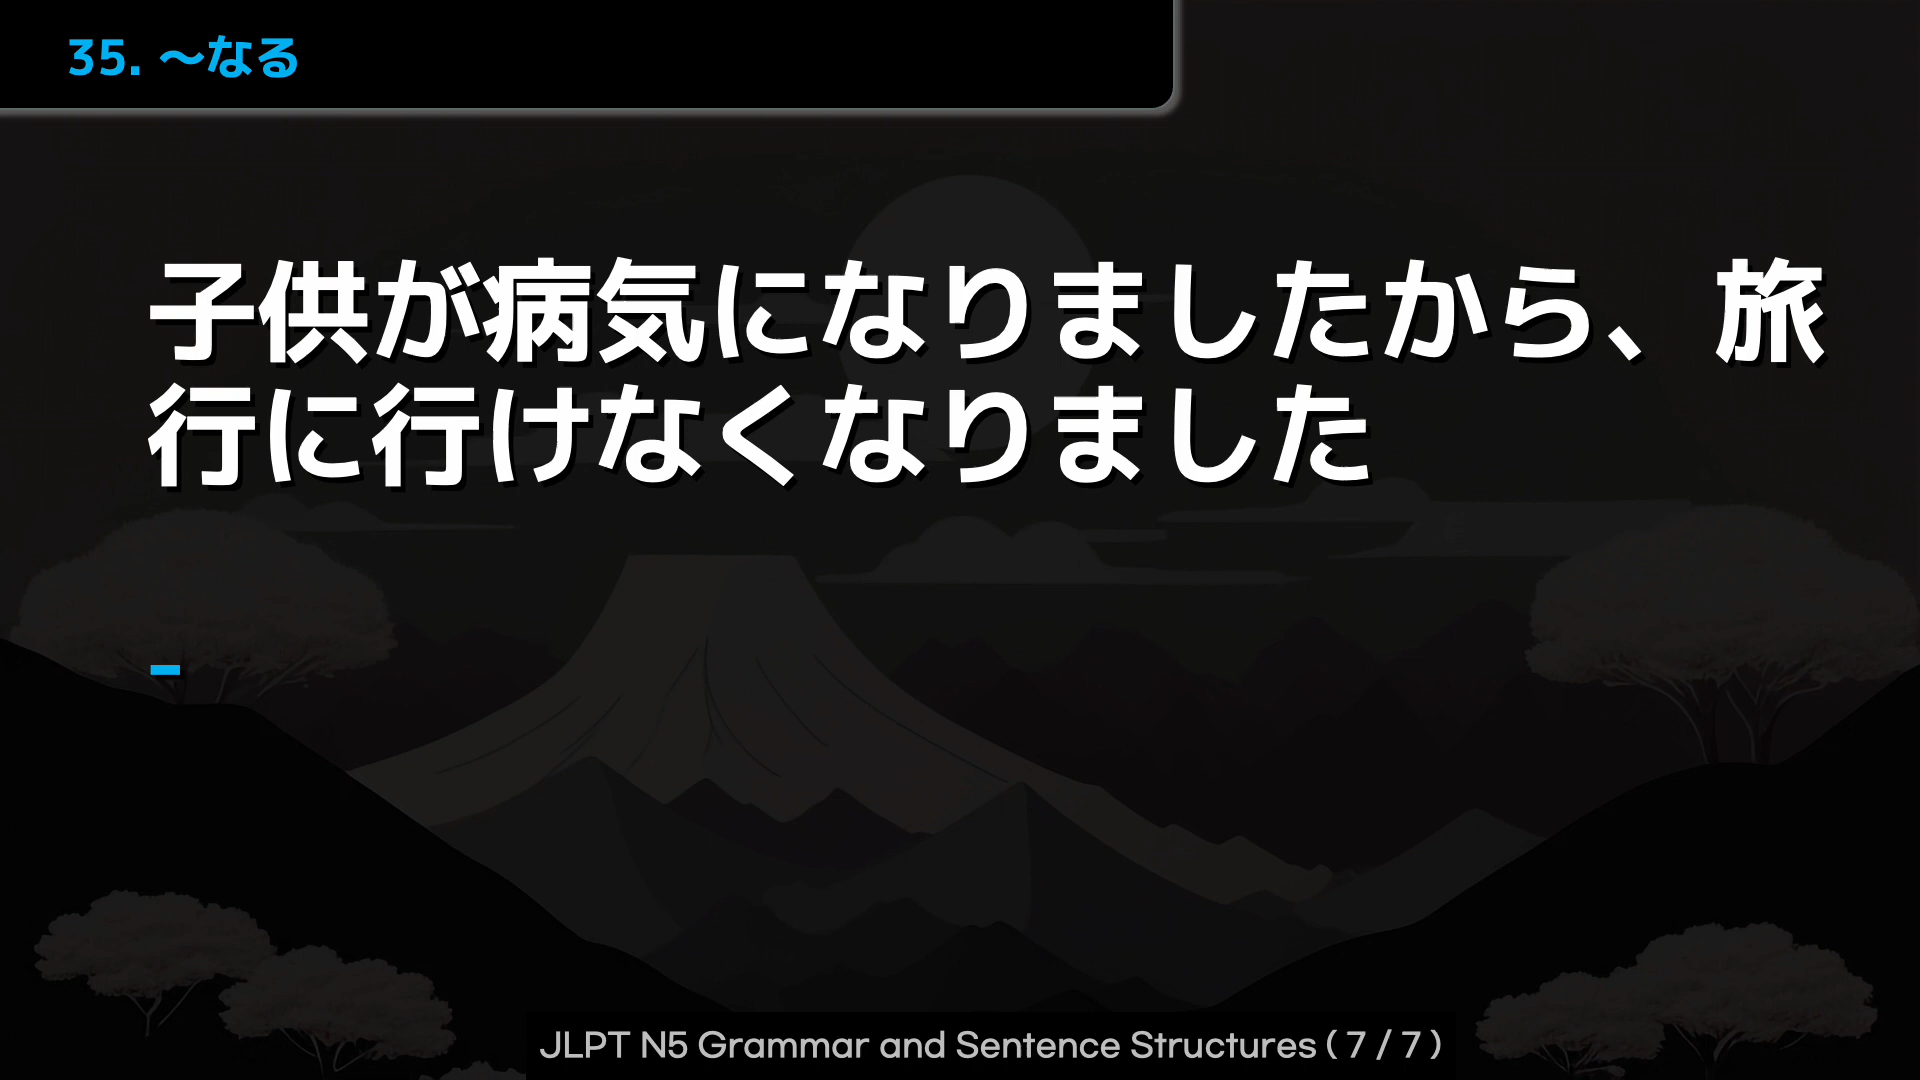 35. ～なる
子供が病気になりましたから、旅
行に行けなくなりました
-
JLPT N5 Grammar and Sentence Structures ( 7 / 7 )